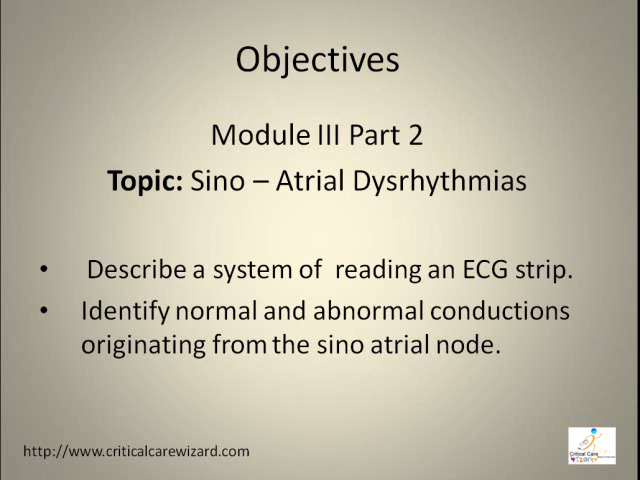 Objectives
Module III Part 2
Topic: Sino – Atrial Dysrhythmias
• Describe a system of reading an ECG strip.
• Identify normal and abnormal conductions
originating from the sino atrial node.
http://www.criticalcarewizard.com
Critical Care